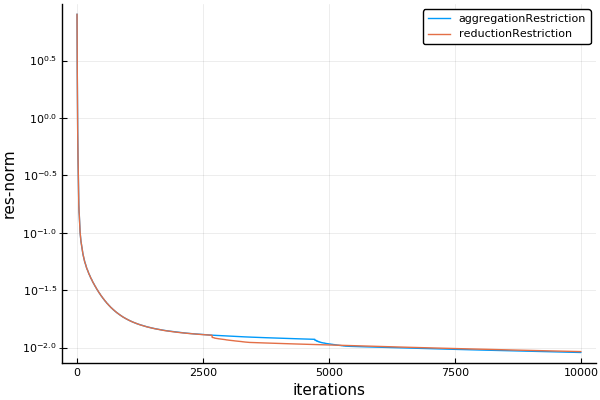 aggregationRestriction
reductionRestriction
10^0.5
10^0.0
10^-0.5
10^-1.0
10^-1.5
10^-2.0
res-norm
0 2500 5000 7500 10000
iterations